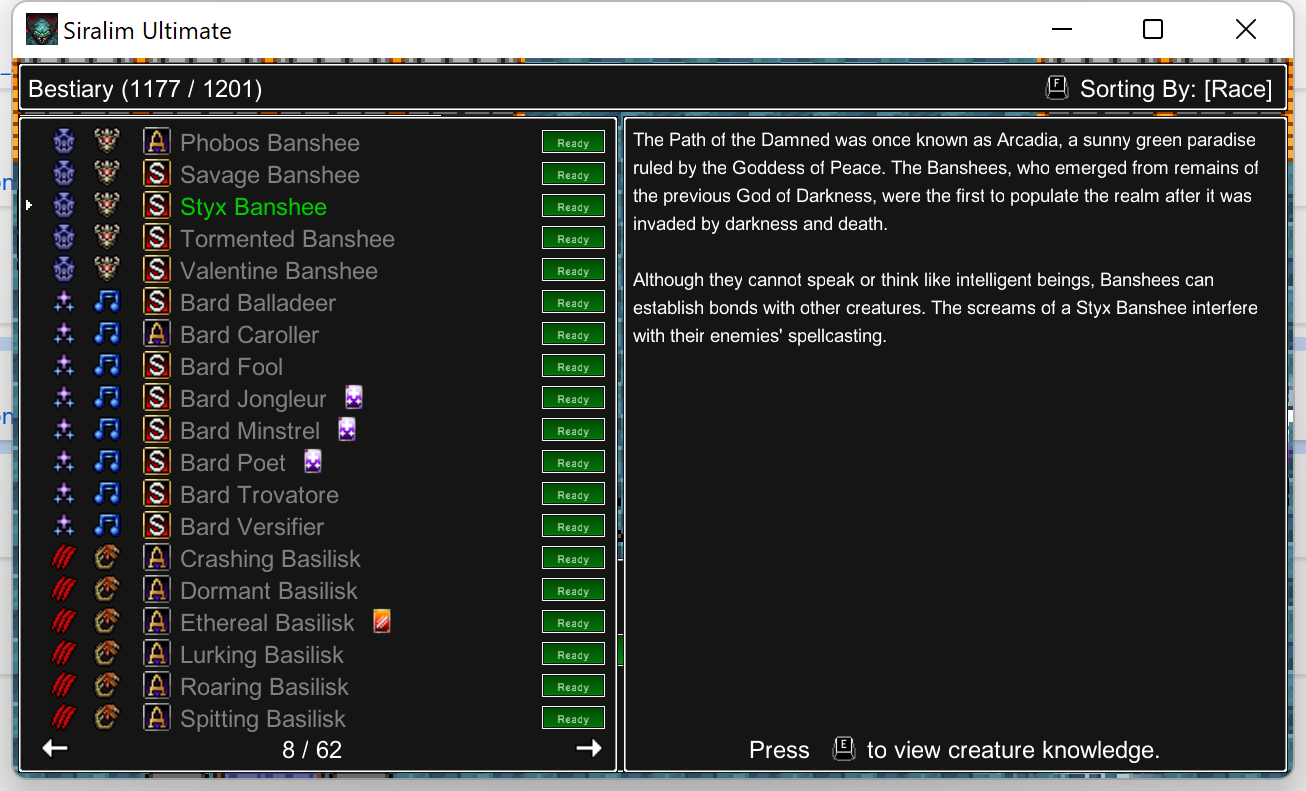 Siralim Ultimate
Bestiary (1177 / 1201)
F Sorting By: [Race]
A Phobos Banshee Ready
S Savage Banshee Ready
S Styx Banshee Ready
S Tormented Banshee Ready
S Valentine Banshee Ready
S Bard Balladeer Ready
A Bard Caroller Ready
S Bard Fool Ready
S Bard Jongleur Ready
S Bard Minstrel Ready
S Bard Poet Ready
S Bard Trovatore Ready
S Bard Versifier Ready
A Crashing Basilisk Ready
A Dormant Basilisk Ready
A Ethereal Basilisk Ready
A Lurking Basilisk Ready
A Roaring Basilisk Ready
A Spitting Basilisk Ready
8 / 62
The Path of the Damned was once known as Arcadia, a sunny green paradise
ruled by the Goddess of Peace. The Banshees, who emerged from remains of
the previous God of Darkness, were the first to populate the realm after it was
invaded by darkness and death.
Although they cannot speak or think like intelligent beings, Banshees can
establish bonds with other creatures. The screams of a Styx Banshee interfere
with their enemies' spellcasting.
Press E to view creature knowledge.